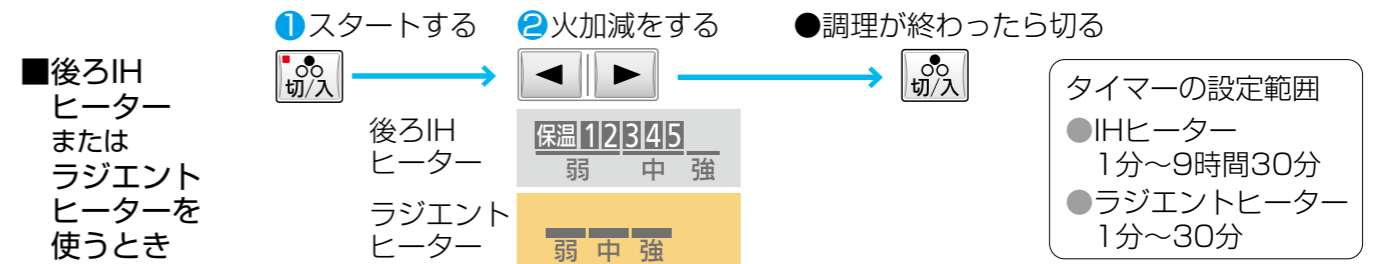 ❶スタートする
❷火加減をする
●調理が終わったら切る
■後ろIH
ヒーター
または
ラジエント
ヒーターを
使うとき
切/入
◀ ▶
切/入
後ろIH
ヒーター
保温 1 2 3 4 5
弱 中 強
ラジエント
ヒーター
弱 中 強
タイマーの設定範囲
●IHヒーター
1分～9時間30分
●ラジエントヒーター
1分～30分